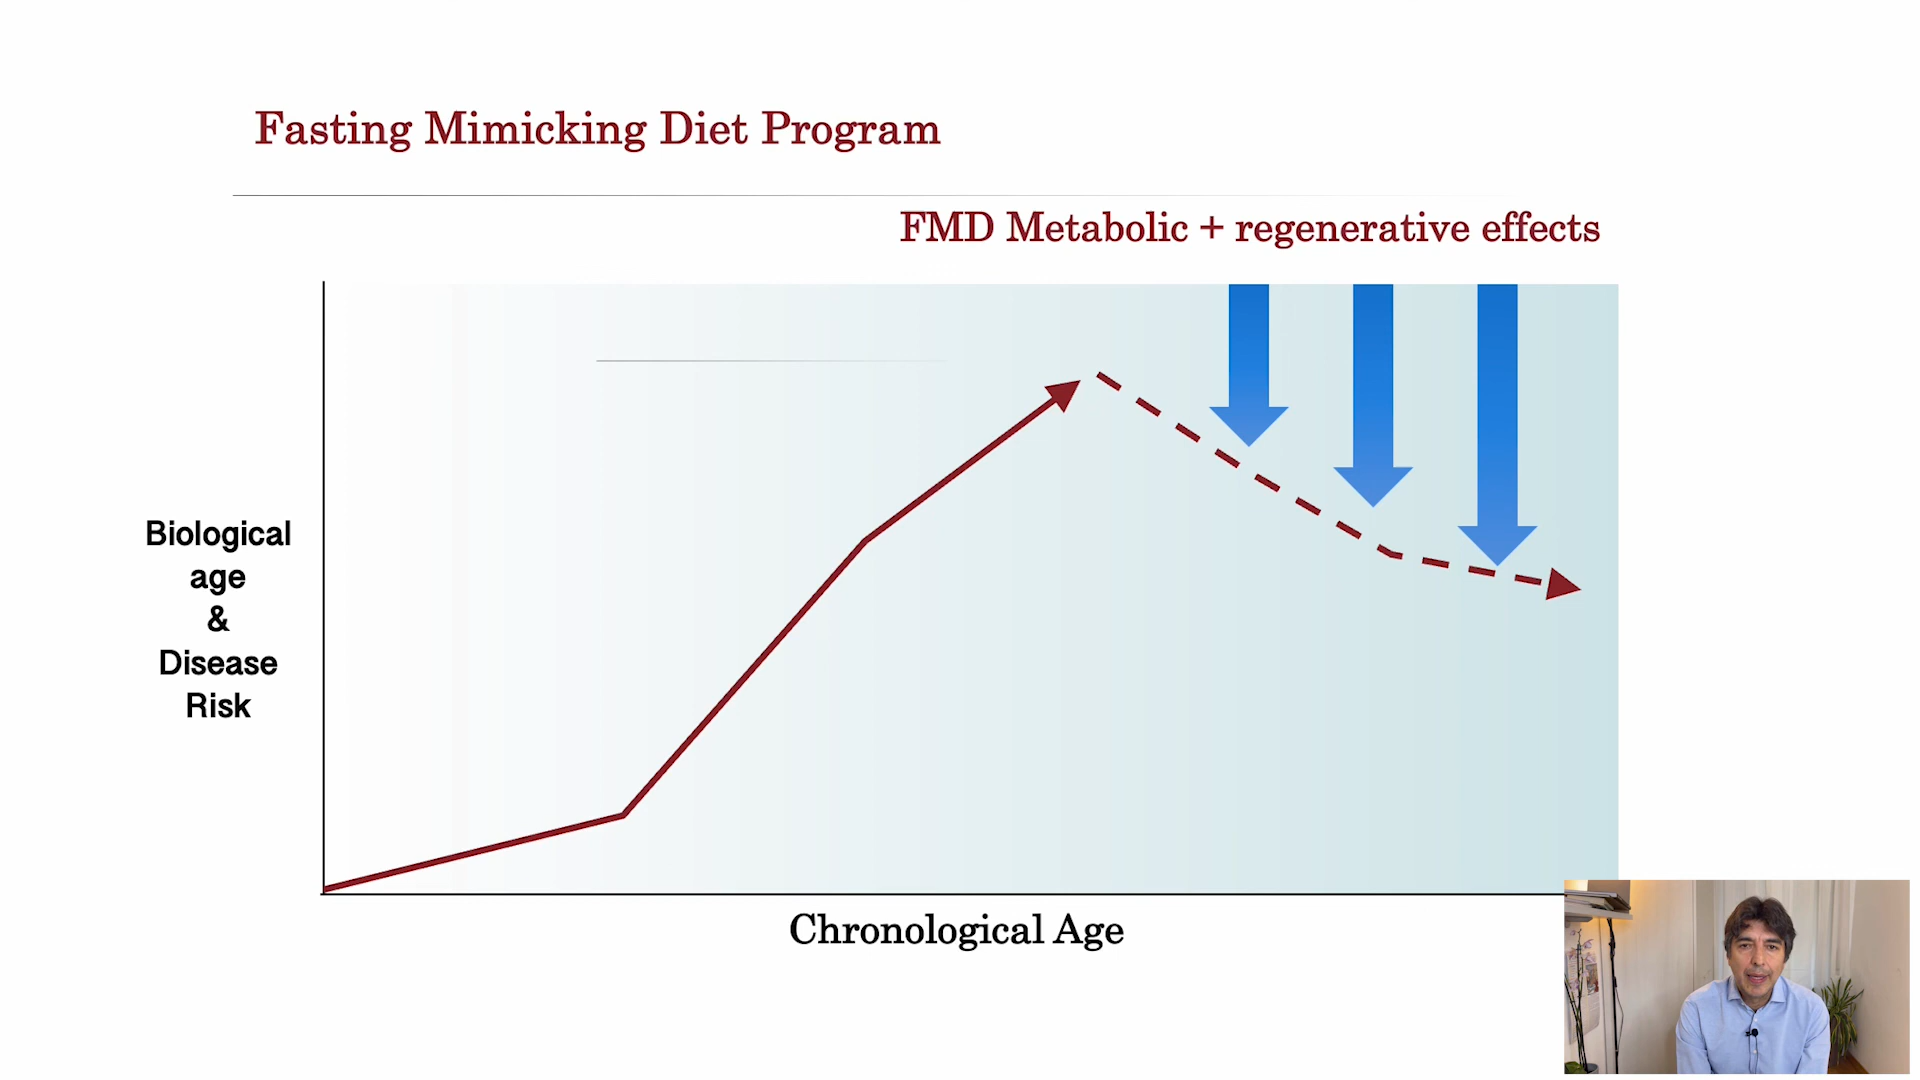 Fasting Mimicking Diet Program
FMD Metabolic + regenerative effects
Biological
age
&
Disease
Risk
Chronological Age